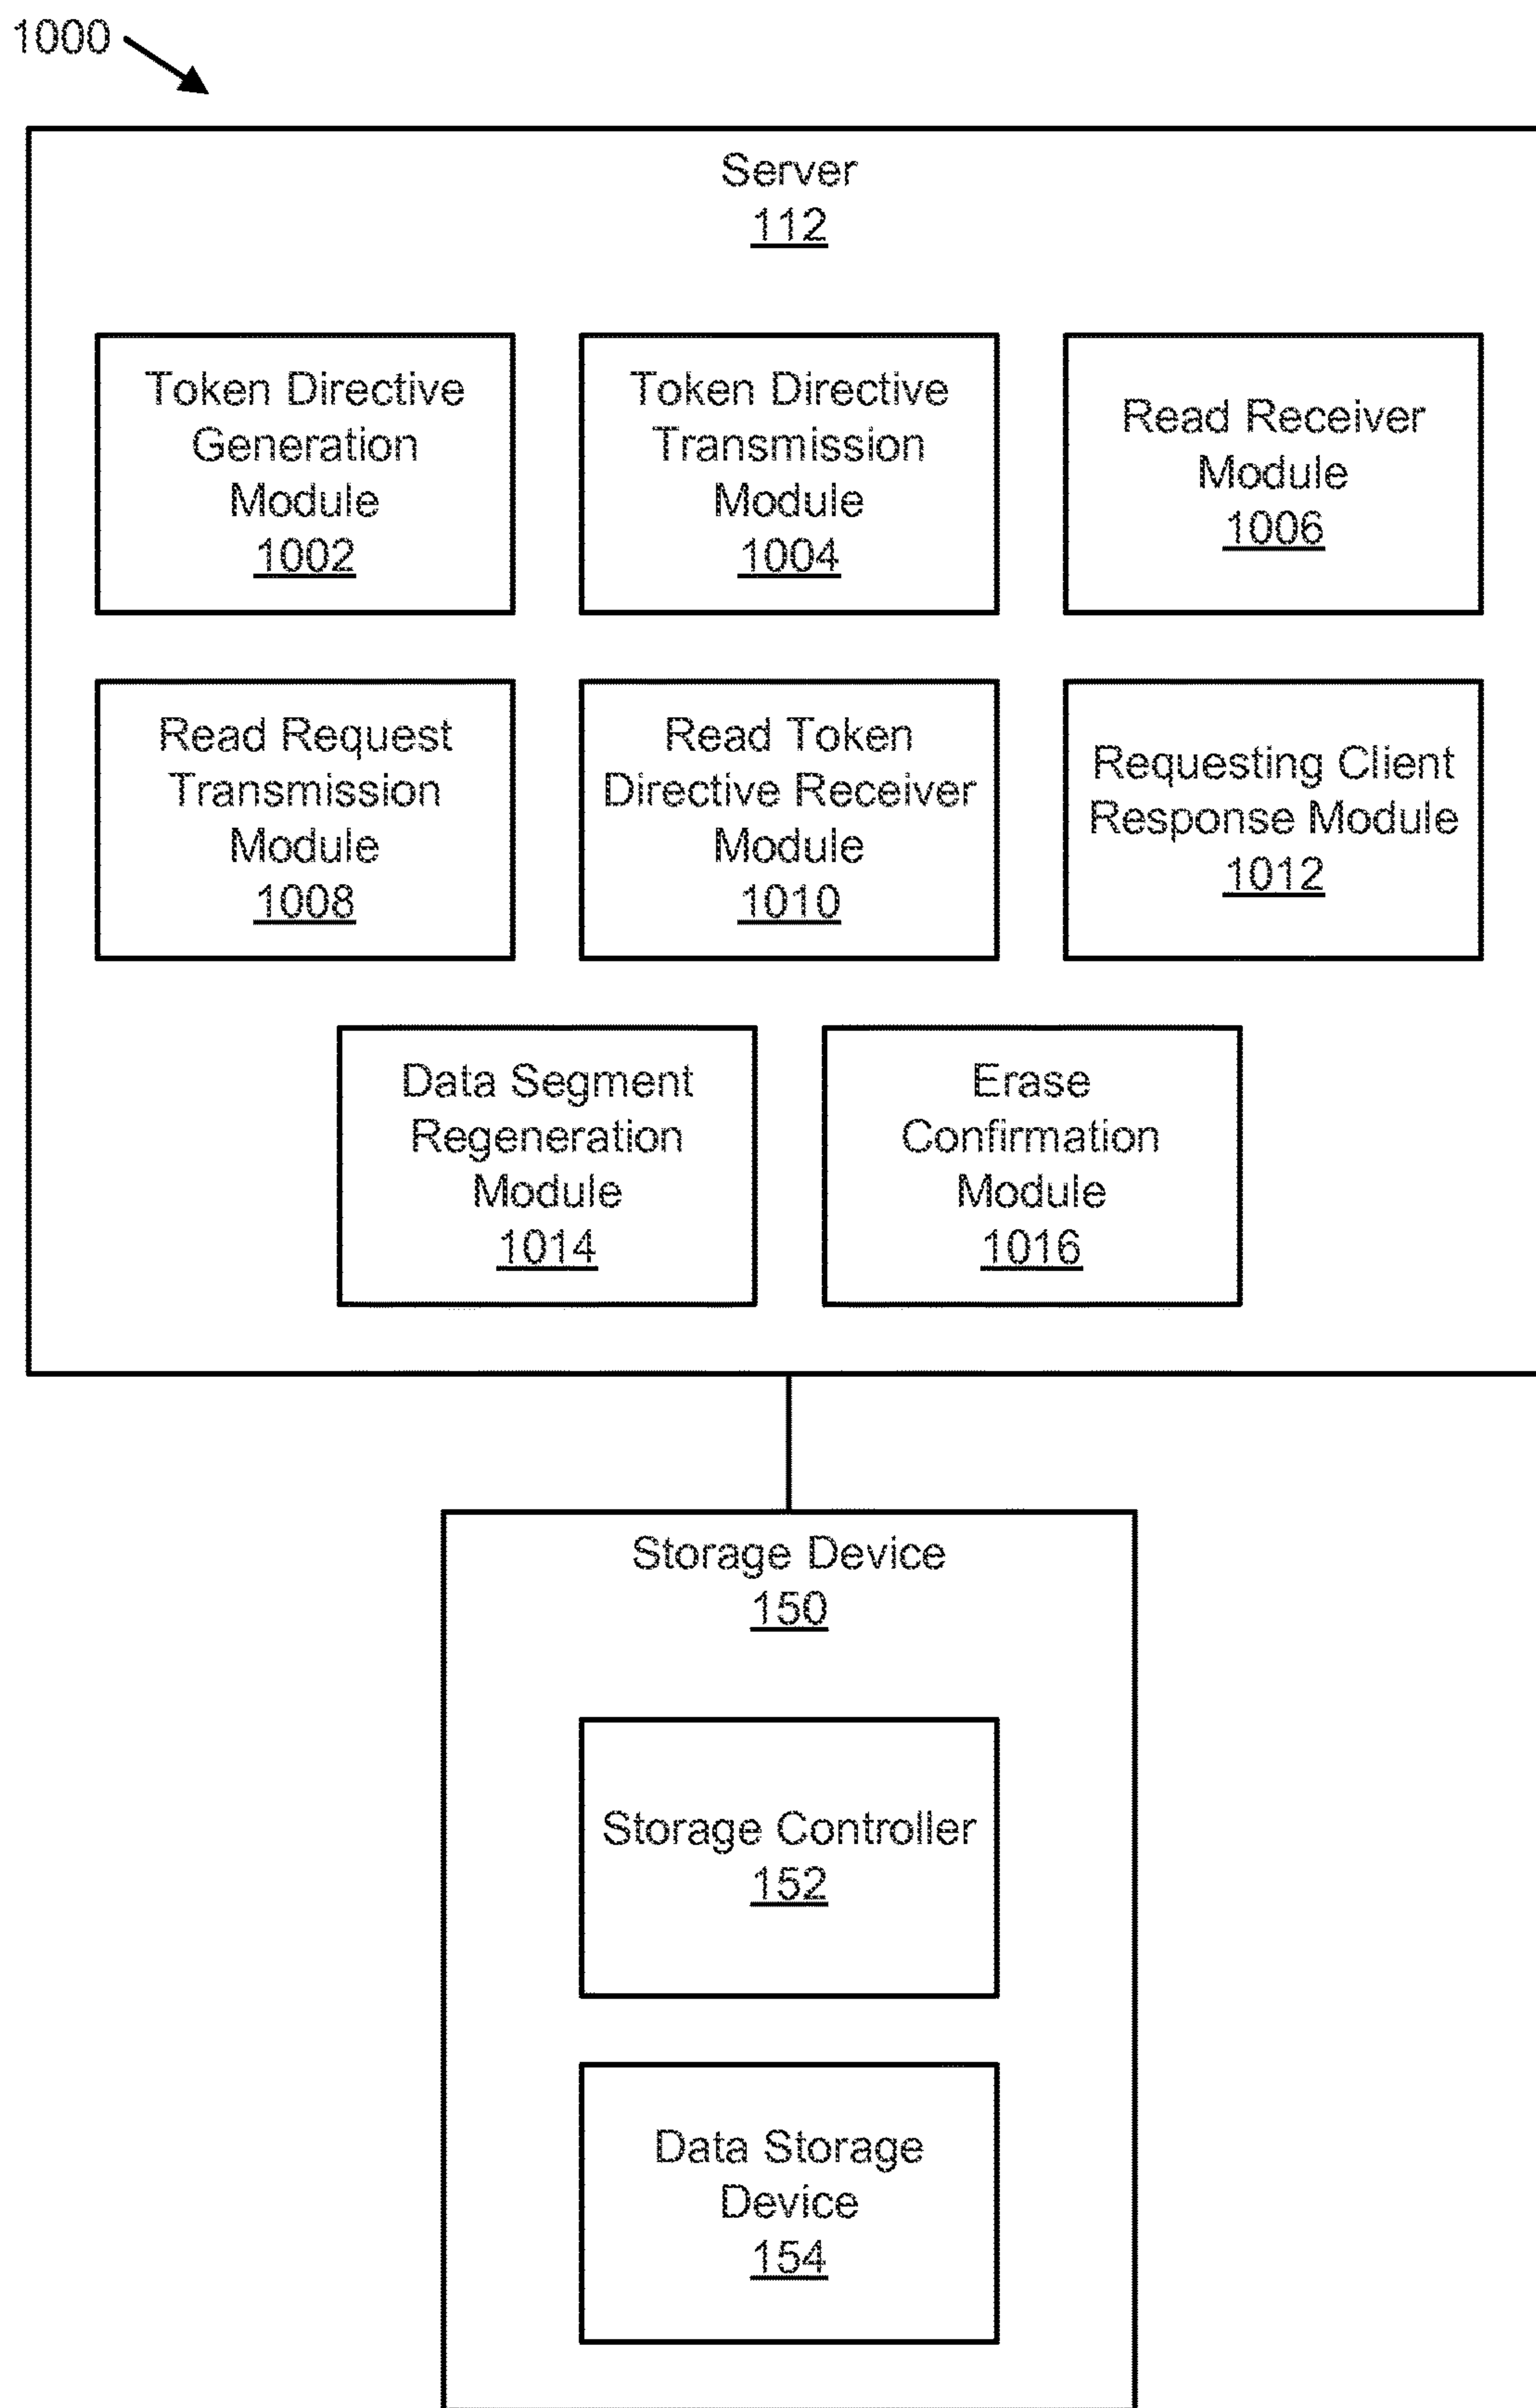 1000
Server
112
Token Directive
Generation
Module
1002
Token Directive
Transmission
Module
1004
Read Receiver
Module
1006
Read Request
Transmission
Module
1008
Read Token
Directive Receiver
Module
1010
Requesting Client
Response Module
1012
Data Segment
Regeneration
Module
1014
Erase
Confirmation
Module
1016
Storage Device
150
Storage Controller
152
Data Storage
Device
154